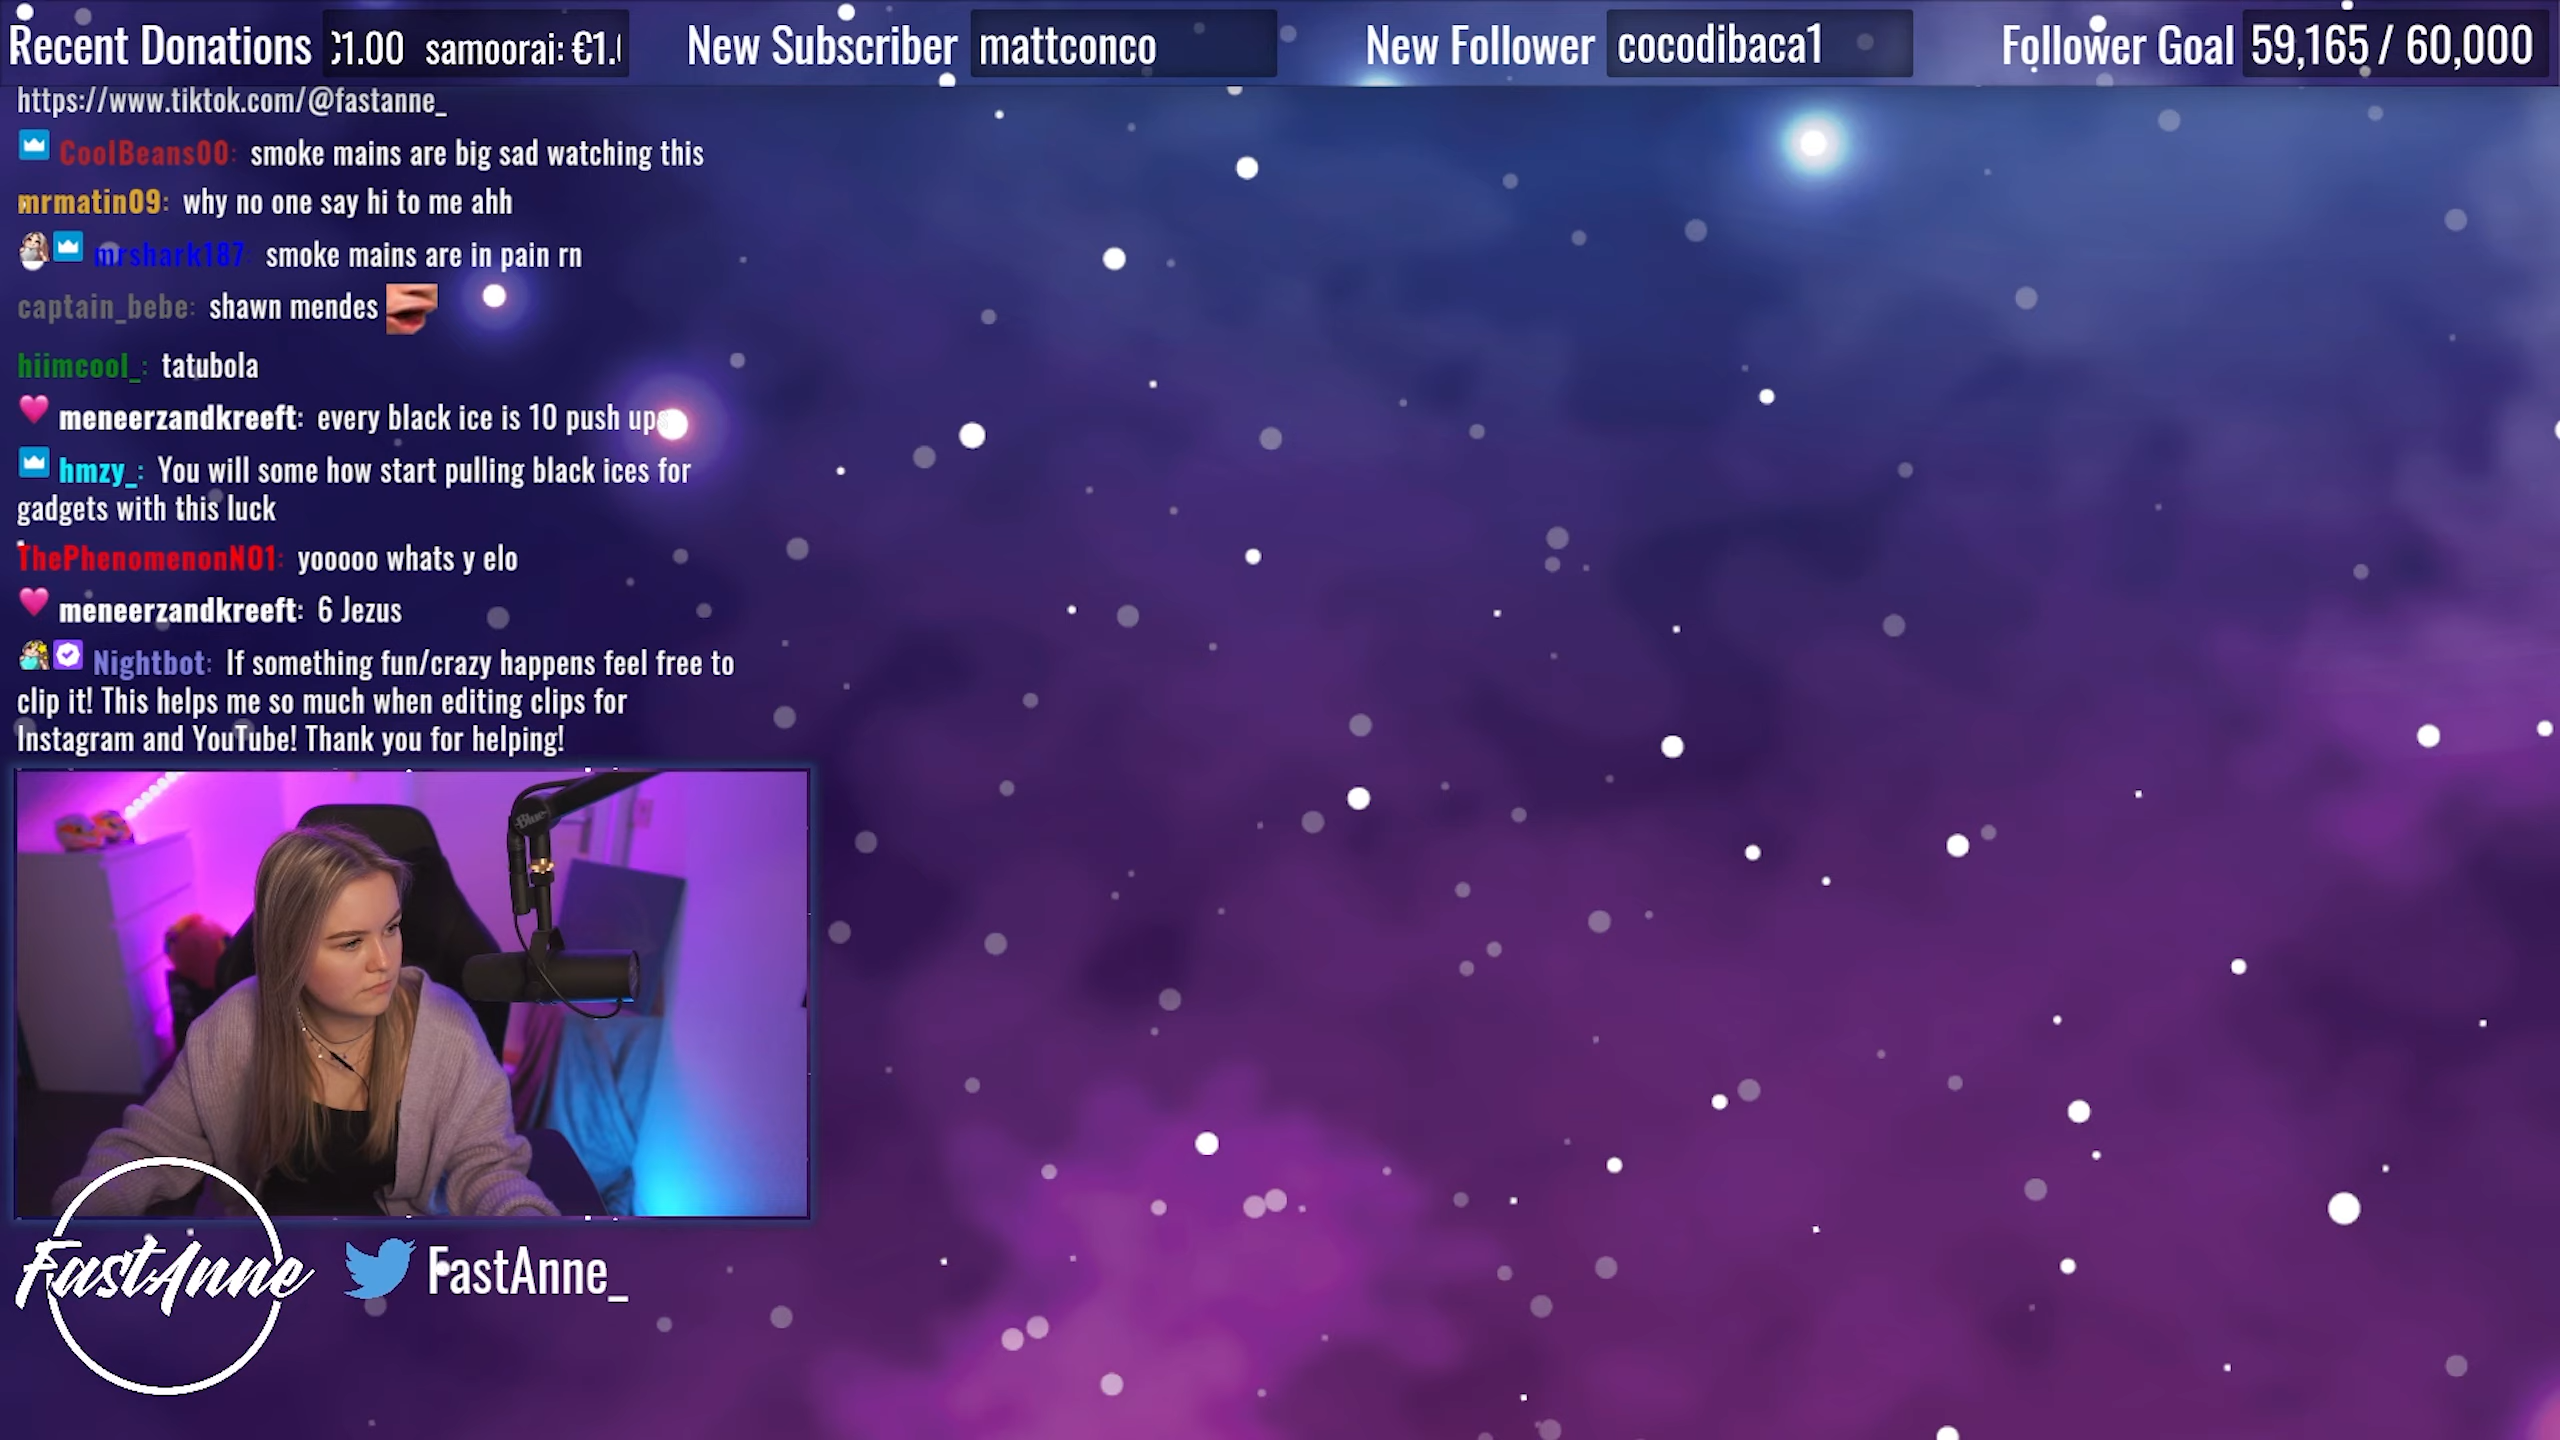 Recent Donations €1.00 samoorai: €1.0 New Subscriber mattconco New Follower cocodibaca1 Follower Goal 59,165 / 60,000
https://www.tiktok.com/@fastanne_
CoolBeans00: smoke mains are big sad watching this
mrmatin09: why no one say hi to me ahh
mrshark187: smoke mains are in pain rn
captain_bebe: shawn mendes
hiimcool_: tatubola
meneerzandkreeft: every black ice is 10 push ups
hmzy_: You will some how start pulling black ices for
gadgets with this luck
ThePhenomenonN01: yooooo whats y elo
meneerzandkreeft: 6 Jezus
Nightbot: If something fun/crazy happens feel free to
clip it! This helps me so much when editing clips for
Instagram and YouTube! Thank you for helping!
Blue
FastAnne FastAnne_